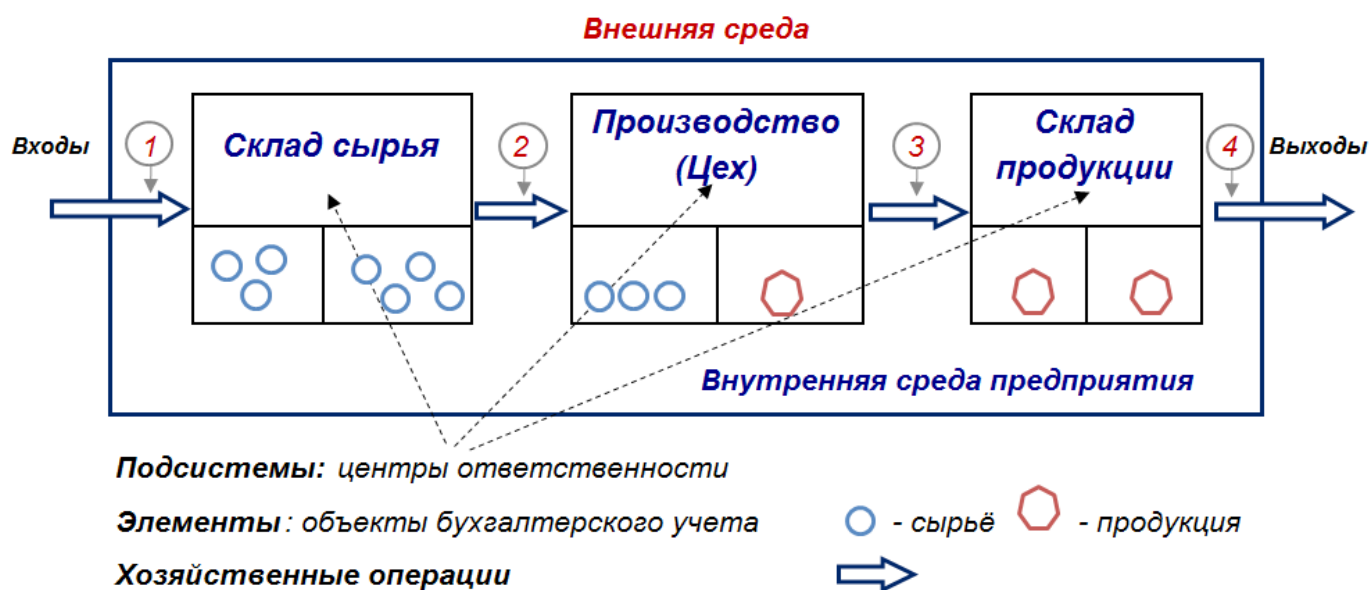 Внешняя среда
Входы
1
Склад сырья
2
Производство
(Цех)
3
Склад
продукции
4
Выходы
Внутренняя среда предприятия
Подсистемы: центры ответственности
Элементы: объекты бухгалтерского учета
- сырьё
- продукция
Хозяйственные операции